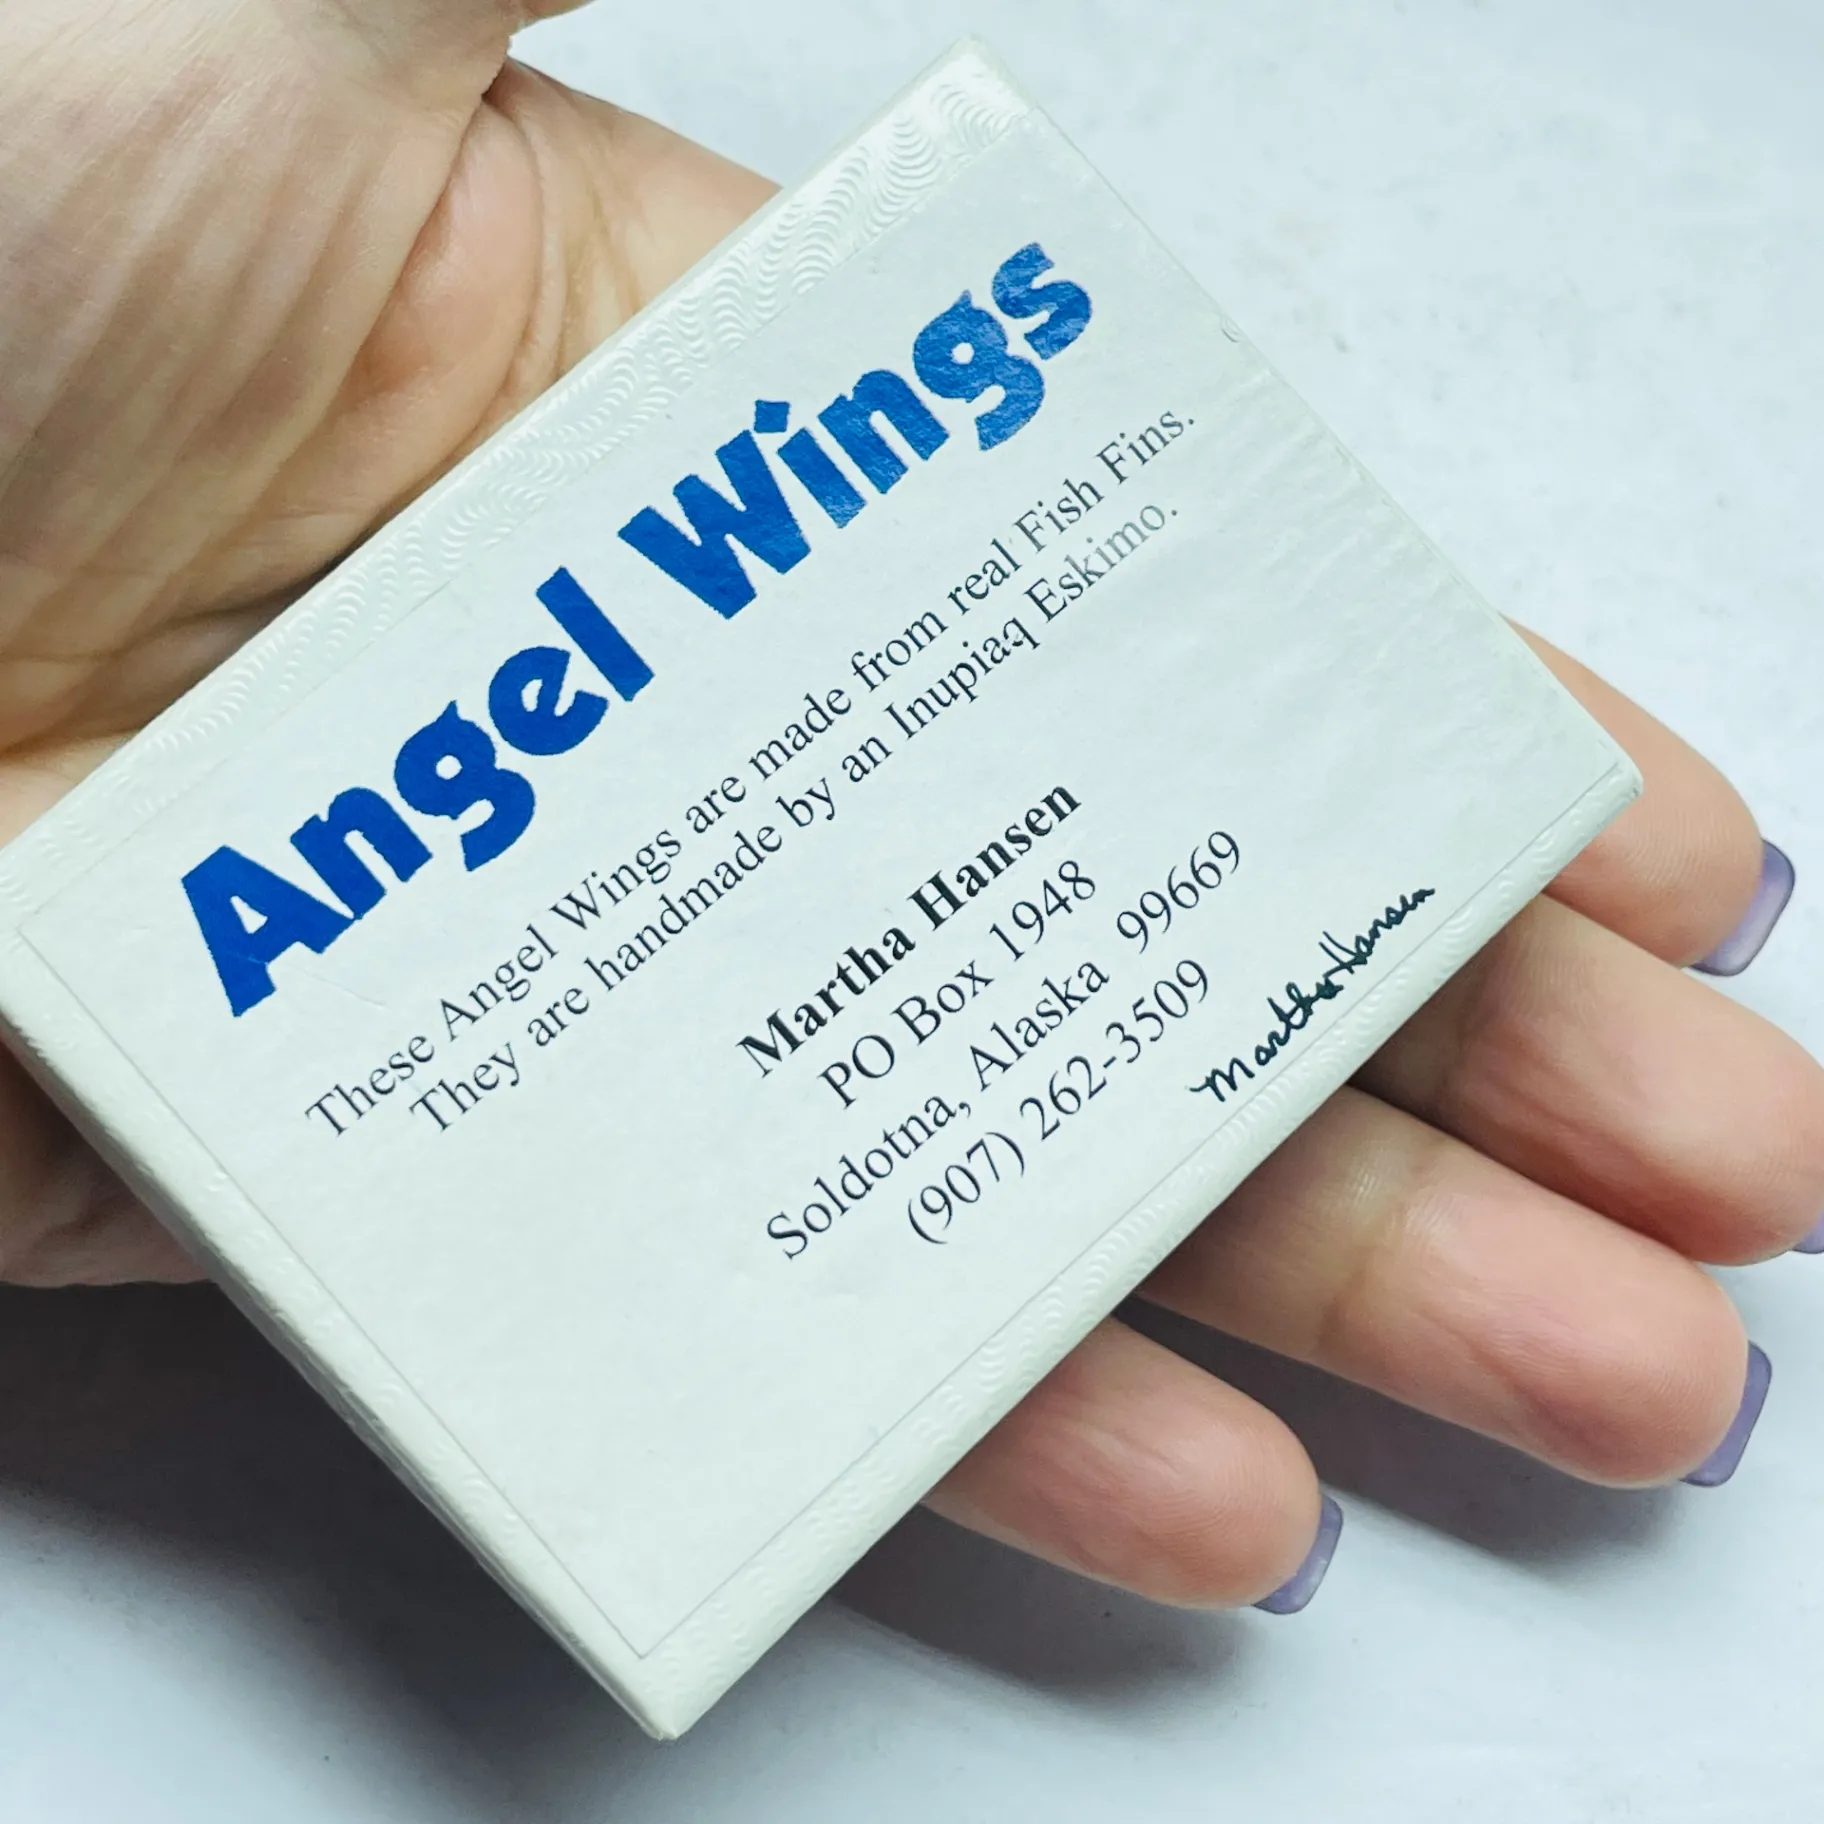 Angel Wings
These Angel Wings are made from real Fish Fins.
They are handmade by an Inupiaq Eskimo.
Martha Hansen
PO Box 1948
Soldotna, Alaska 99669
(907) 262-3509
Martha Hansen